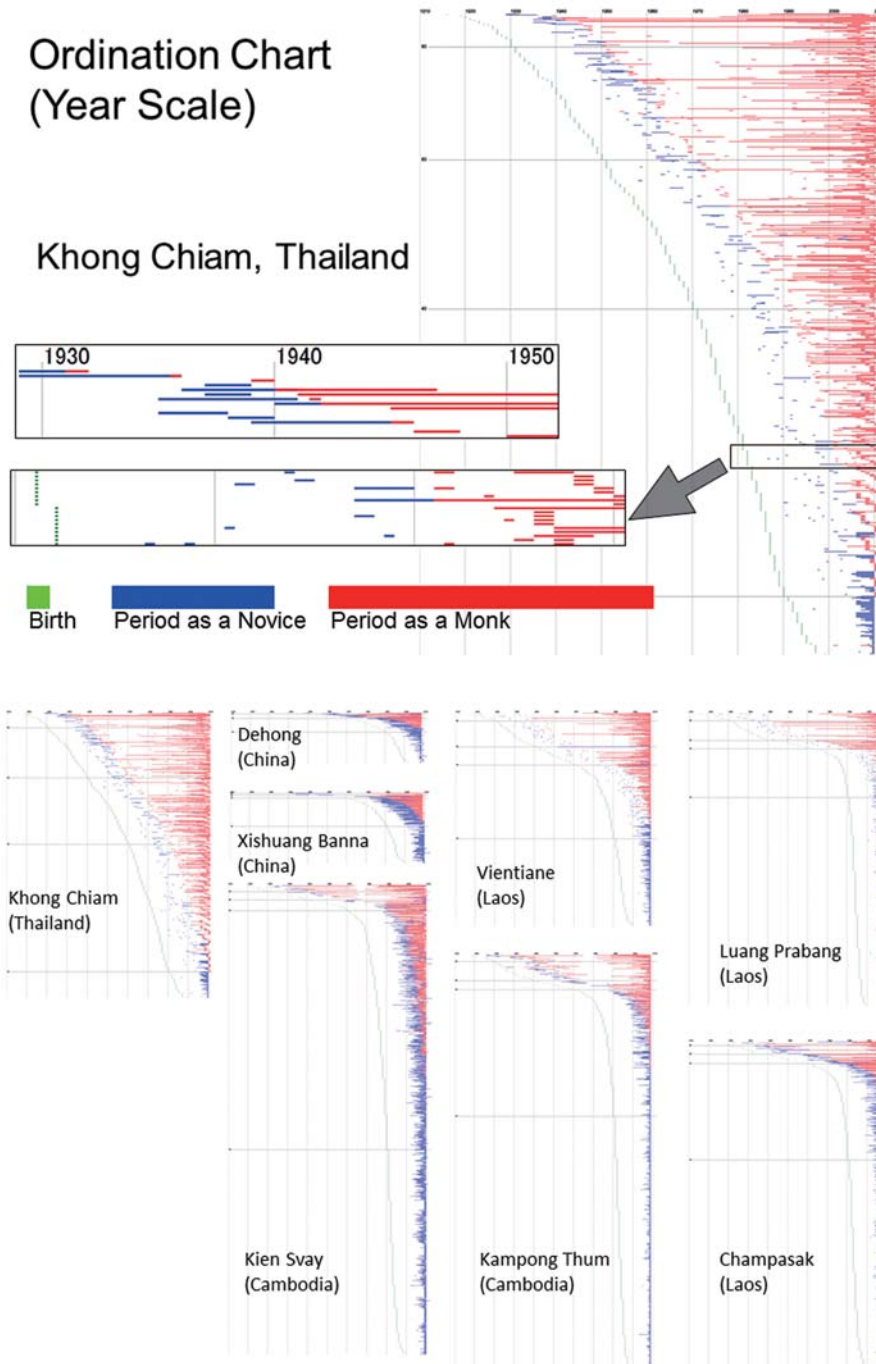 Ordination Chart
(Year Scale)
Khong Chiam, Thailand
1930 1940 1950
Birth Period as a Novice Period as a Monk
Khong Chiam
(Thailand)
Dehong
(China)
Xishuang Banna
(China)
Kien Svay
(Cambodia)
Vientiane
(Laos)
Kampong Thum
(Cambodia)
Luang Prabang
(Laos)
Champasak
(Laos)